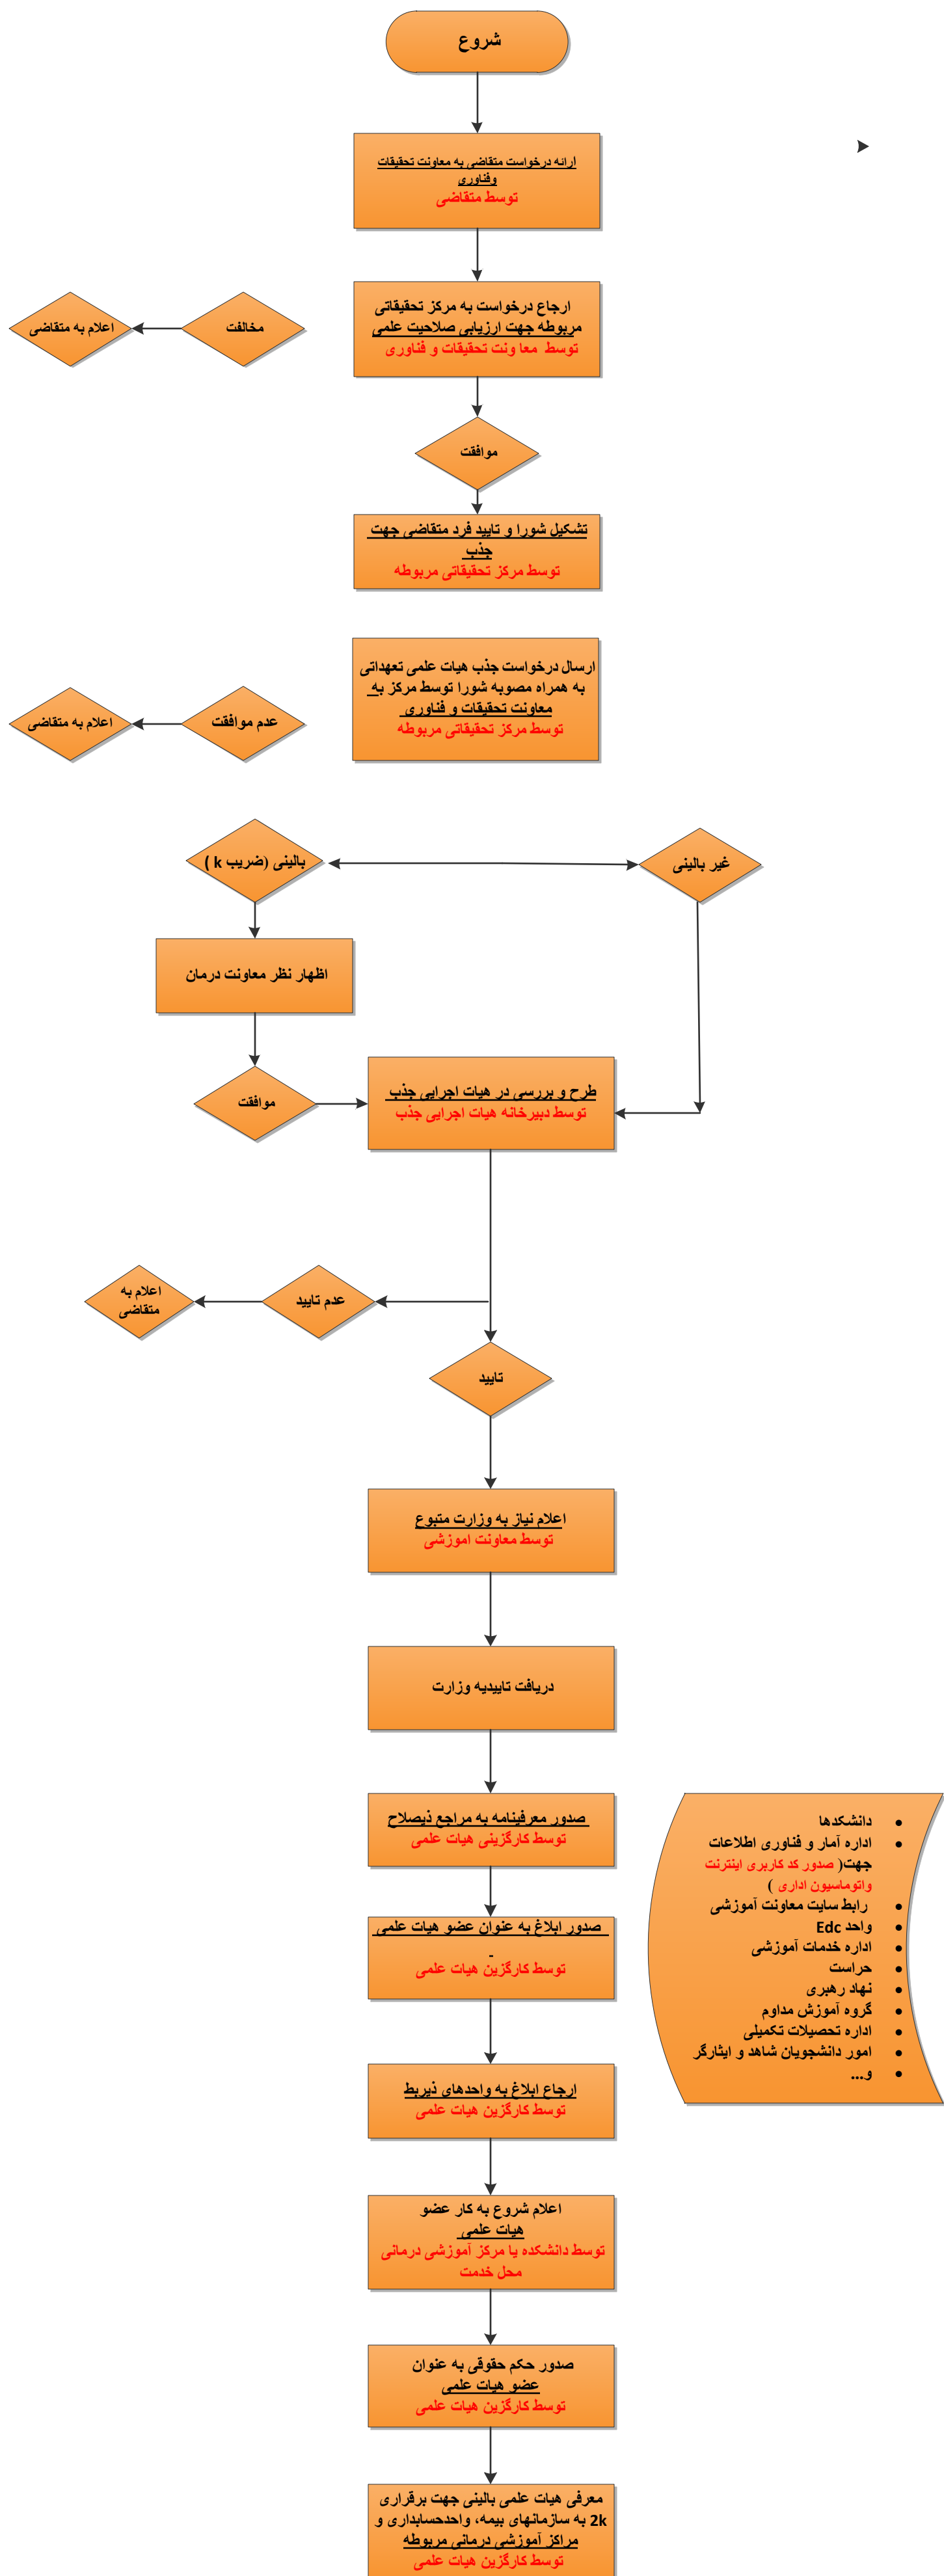 شروع
ارائه درخواست متقاضی به معاونت تحقیقات
وفناوری
توسط متقاضی
ارجاع درخواست به مرکز تحقیقاتی
مربوطه جهت ارزیابی صلاحیت علمی
توسط معا ونت تحقیقات و فناوری
مخالفت
اعلام به متقاضی
موافقت
تشکیل شورا و تایید فرد متقاضی جهت
جذب
توسط مرکز تحقیقاتی مربوطه
ارسال درخواست جذب هیات علمی تعهداتی
به همراه مصوبه شورا توسط مرکز به
معاونت تحقیقات و فناوری
توسط مرکز تحقیقاتی مربوطه
عدم موافقت
اعلام به متقاضی
غیر بالینی
بالینی (ضریب k )
اظهار نظر معاونت درمان
موافقت
طرح و بررسی در هیات اجرایی جذب
توسط دبیرخانه هیات اجرایی جذب
عدم تایید
اعلام به
متقاضی
تایید
اعلام نیاز به وزارت متبوع
توسط معاونت اموزشی
دریافت تاییدیه وزارت
صدور معرفینامه به مراجع ذیصلاح
توسط کارگزینی هیات علمی
صدور ابلاغ به عنوان عضو هیات علمی
-
توسط کارگزین هیات علمی
• دانشکدها
• اداره آمار و فناوری اطلاعات
جهت( صدور کد کاربری اینترنت
واتوماسیون اداری )
• رابط سایت معاونت آموزشی
• واحد Edc
• اداره خدمات آموزشی
• حراست
• نهاد رهبری
• گروه آموزش مداوم
• اداره تحصیلات تکمیلی
• امور دانشجویان شاهد و ایثارگر
• و...
ارجاع ابلاغ به واحدهای ذیربط
توسط کارگزین هیات علمی
اعلام شروع به کار عضو
هیات علمی
توسط دانشکده یا مرکز آموزشی درمانی
محل خدمت
صدور حکم حقوقی به عنوان
عضو هیات علمی
توسط کارگزین هیات علمی
معرفی هیات علمی بالینی جهت برقراری
2k به سازمانهای بیمه، واحدحسابداری و
مراکز آموزشی درمانی مربوطه
توسط کارگزین هیات علمی